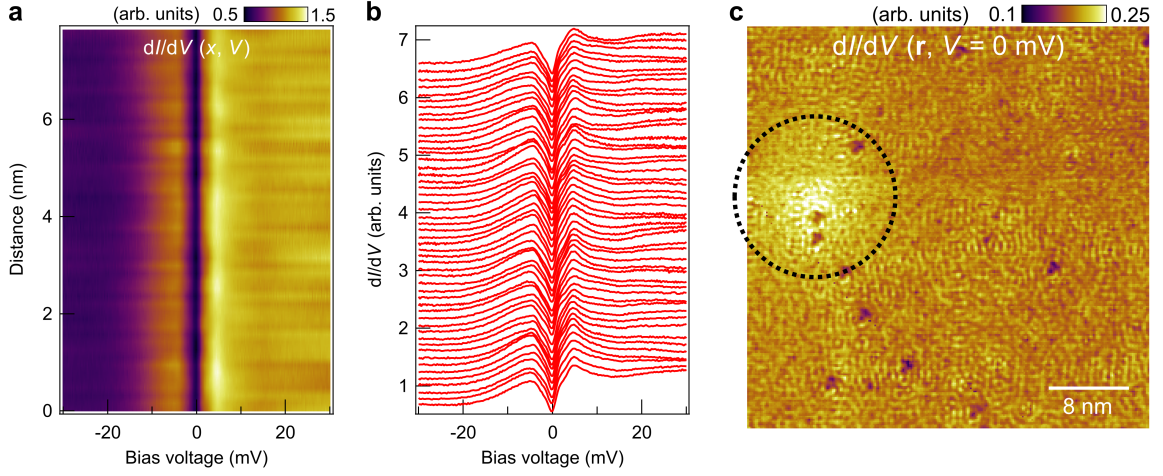 a
(arb. units) 0.5 1.5
dI/dV (x, V)
6
4
2
0
Distance (nm)
-20 0 20
Bias voltage (mV)
b
7
6
5
4
3
2
1
dI/dV (arb. units)
-20 0 20
Bias voltage (mV)
c
(arb. units) 0.1 0.25
dI/dV (r, V = 0 mV)
8 nm